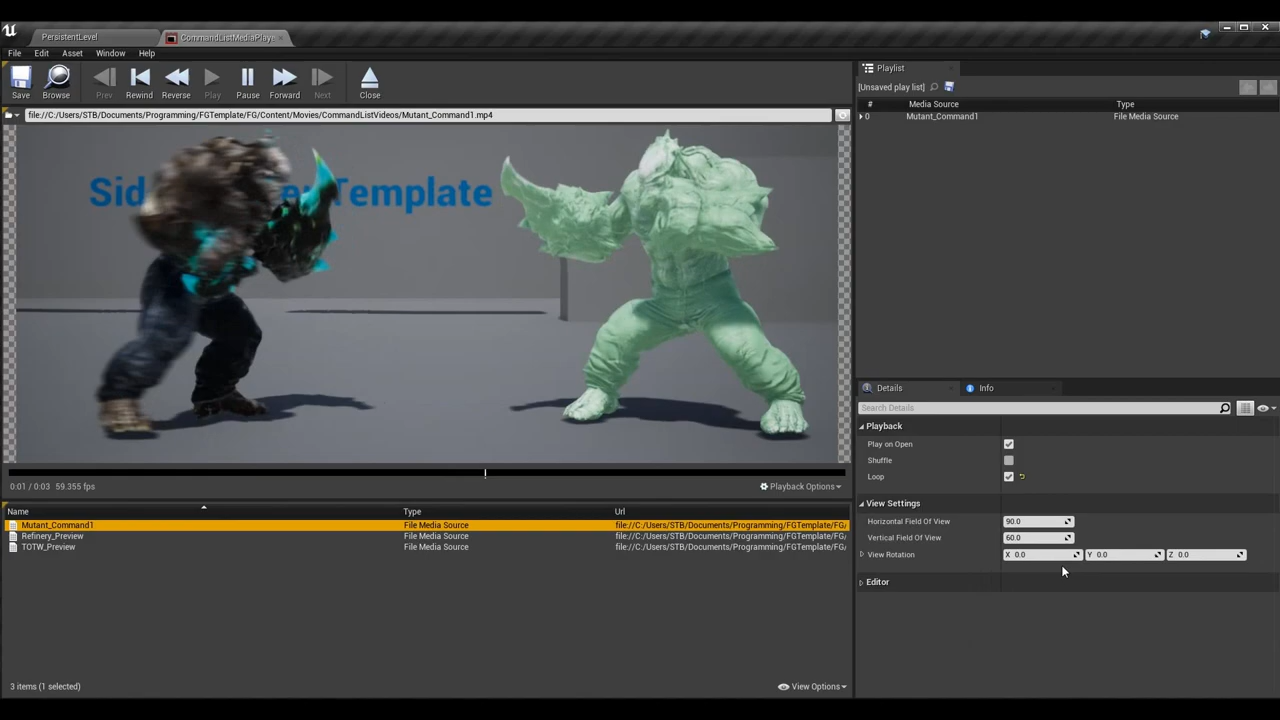 PersistentLevel
CommandListMediaPlaye
File Edit Asset Window Help
Save Browse Prev Rewind Reverse Play Pause Forward Next Close
file://C:/Users/STB/Documents/Programming/FGTemplate/FG/Content/Movies/CommandListVideos/Mutant_Command1.mp4
Sid Template
0:01 / 0:03 59.355 fps
Playback Options
Name Type Url
Mutant_Command1 File Media Source file://C:/Users/STB/Documents/Programming/FGTemplate/FG/
Refinery_Preview File Media Source file://C:/Users/STB/Documents/Programming/FGTemplate/FG/
TOTW_Preview File Media Source file://C:/Users/STB/Documents/Programming/FGTemplate/FG/
3 items (1 selected)
View Options
Playlist
[Unsaved play list]
# Media Source Type
0 Mutant_Command1 File Media Source
Details Info
Search Details
Playback
Play on Open
Shuffle
Loop
View Settings
Horizontal Field Of View 90.0
Vertical Field Of View 60.0
View Rotation X 0.0 Y 0.0 Z 0.0
Editor